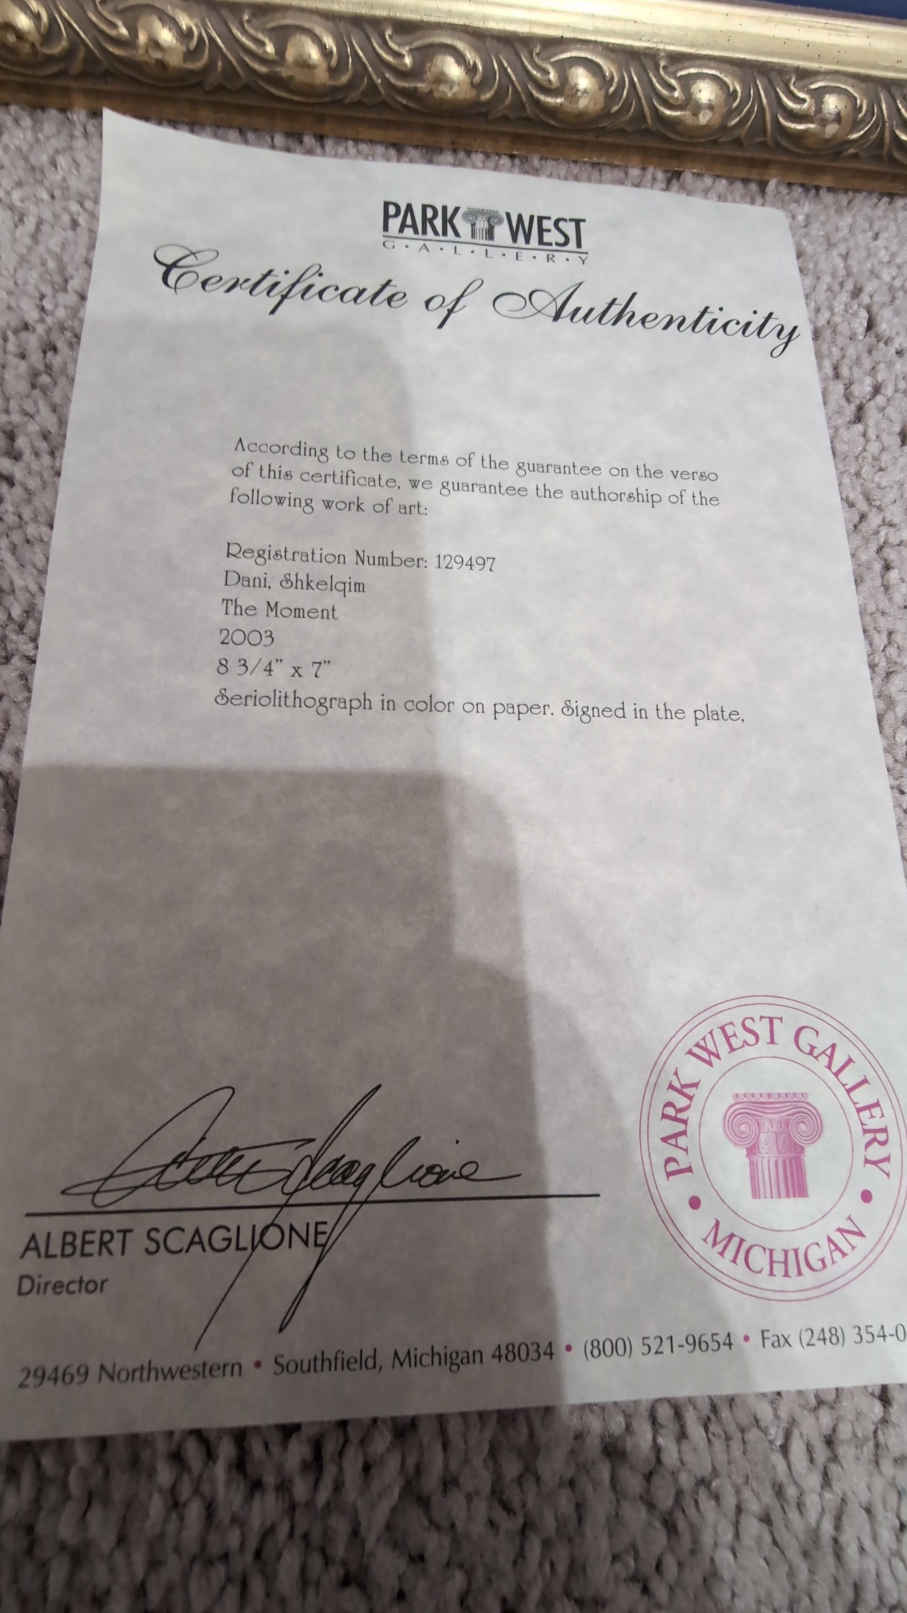 PARK WEST
G·A·L·L·E·R·Y
Certificate of Authenticity
According to the terms of the guarantee on the verso
of this certificate, we guarantee the authorship of the
following work of art:
Registration Number: 129497
Dani, Shkelqim
The Moment
2003
8 3/4" x 7"
Seriolithograph in color on paper. Signed in the plate.
Albert Scaglione
ALBERT SCAGLIONE
Director
PARK WEST GALLERY
• MICHIGAN •
29469 Northwestern • Southfield, Michigan 48034 • (800) 521-9654 • Fax (248) 354-0